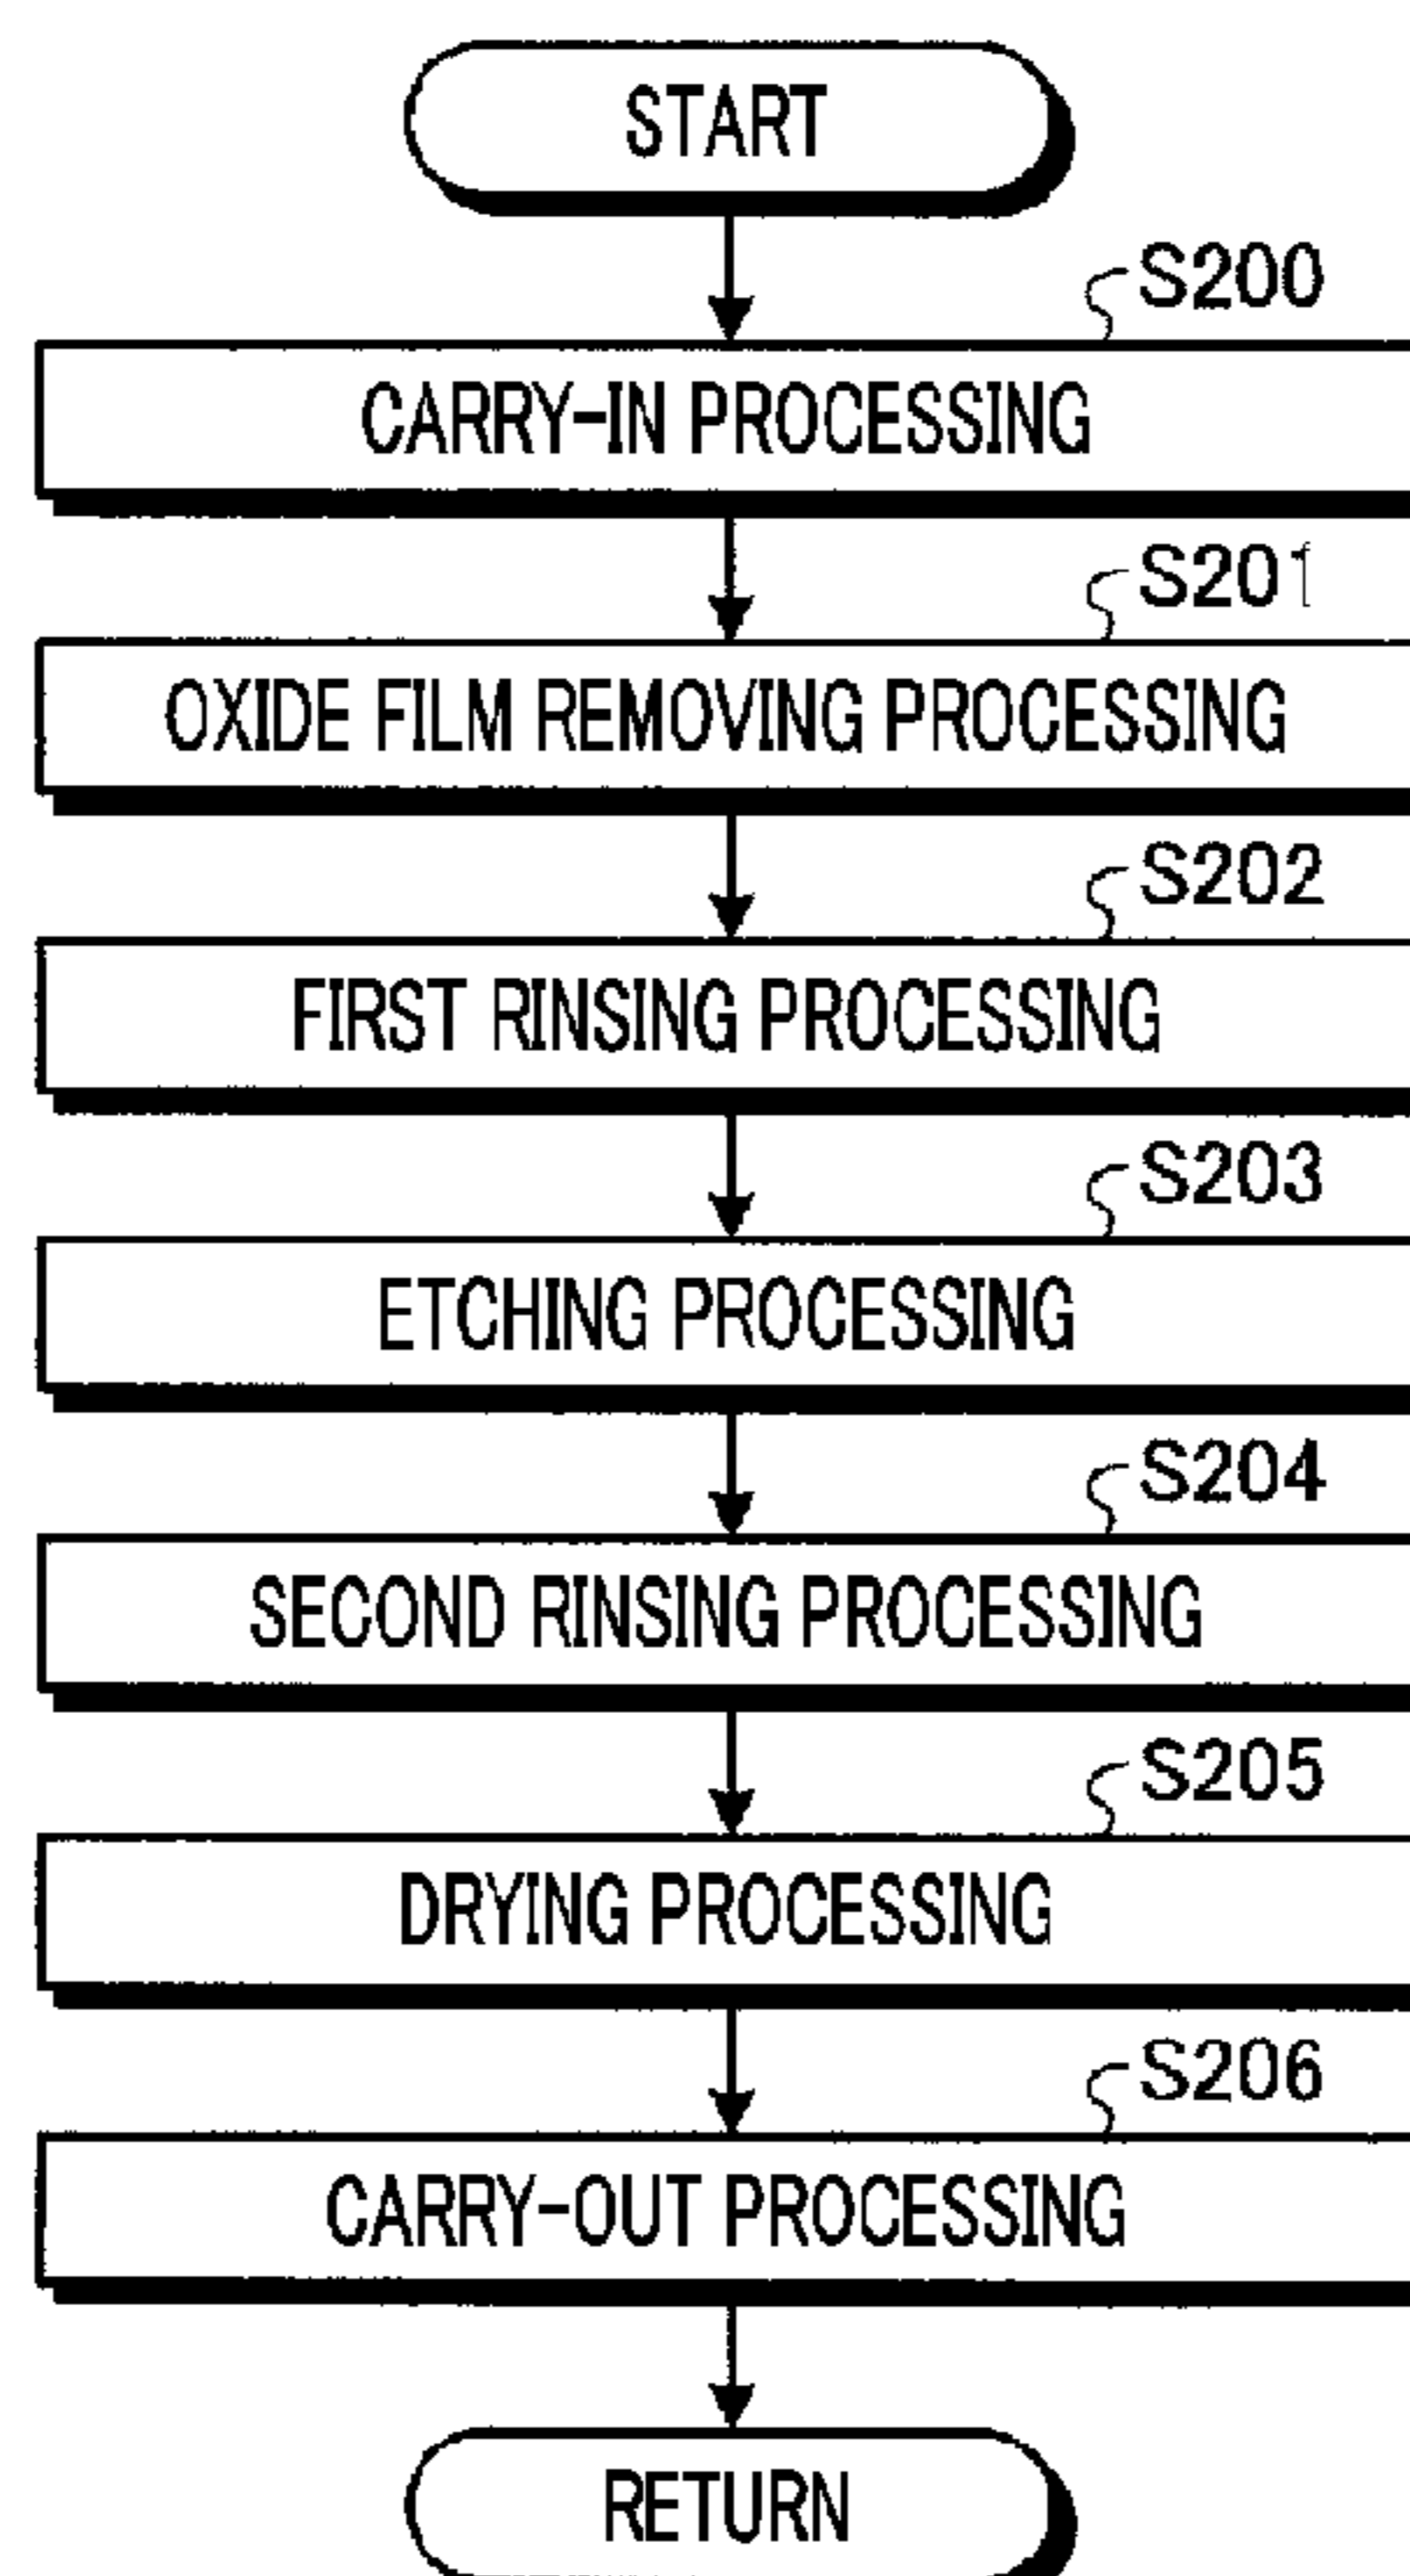 START
S200
CARRY-IN PROCESSING
S201
OXIDE FILM REMOVING PROCESSING
S202
FIRST RINSING PROCESSING
S203
ETCHING PROCESSING
S204
SECOND RINSING PROCESSING
S205
DRYING PROCESSING
S206
CARRY-OUT PROCESSING
RETURN